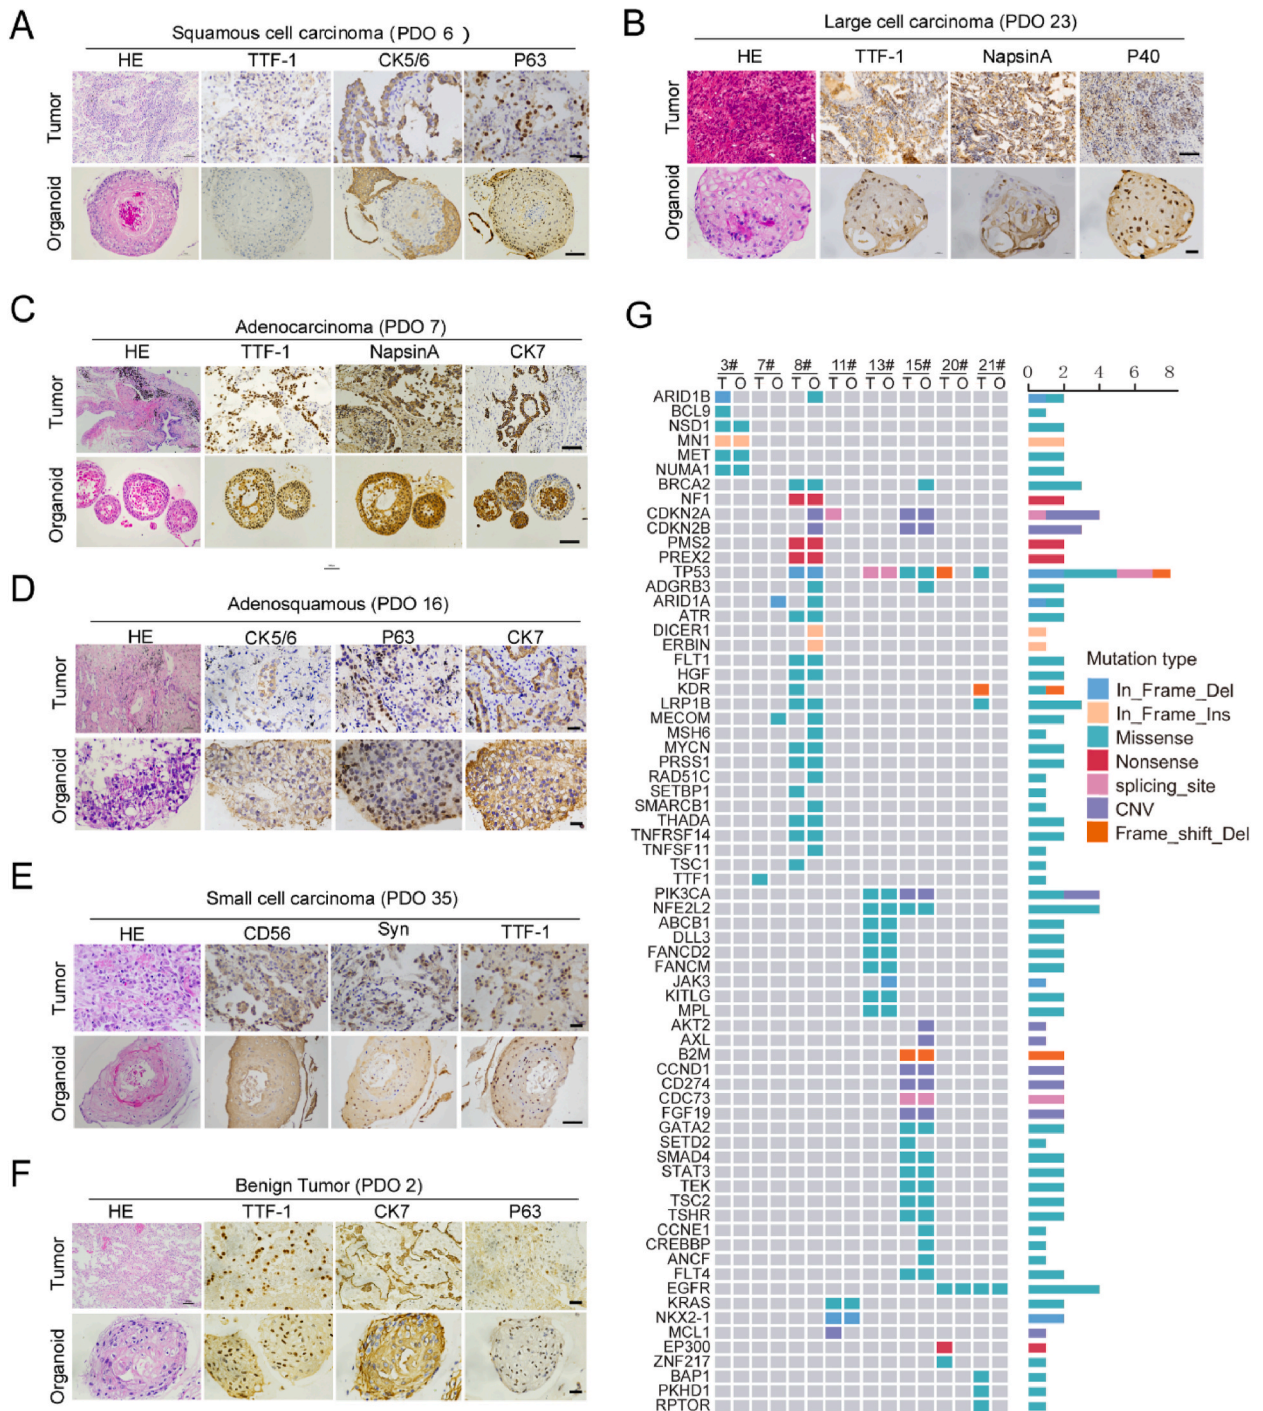 A
Squamous cell carcinoma (PDO 6 )
HE TTF-1 CK5/6 P63
Tumor
Organoid
B
Large cell carcinoma (PDO 23)
HE TTF-1 NapsinA P40
Tumor
Organoid
C
Adenocarcinoma (PDO 7)
HE TTF-1 NapsinA CK7
Tumor
Organoid
D
Adenosquamous (PDO 16)
HE CK5/6 P63 CK7
Tumor
Organoid
E
Small cell carcinoma (PDO 35)
HE CD56 Syn TTF-1
Tumor
Organoid
F
Benign Tumor (PDO 2)
HE TTF-1 CK7 P63
Tumor
Organoid
G
3# 7# 8# 11# 13# 15# 20# 21#
T O T O T O T O T O T O T O T O
0 2 4 6 8
ARID1B
BCL9
NSD1
MN1
MET
NUMA1
BRCA2
NF1
CDKN2A
CDKN2B
PMS2
PREX2
TP53
ADGRB3
ARID1A
ATR
DICER1
ERBIN
FLT1
HGF
KDR
LRP1B
MECOM
MSH6
MYCN
PRSS1
RAD51C
SETBP1
SMARCB1
THADA
TNFRSF14
TNFSF11
TSC1
TTF1
PIK3CA
NFE2L2
ABCB1
DLL3
FANCD2
FANCM
JAK3
KITLG
MPL
AKT2
AXL
B2M
CCND1
CD274
CDC73
FGF19
GATA2
SETD2
SMAD4
STAT3
TEK
TSC2
TSHR
CCNE1
CREBBP
ANCF
FLT4
EGFR
KRAS
NKX2-1
MCL1
EP300
ZNF217
BAP1
PKHD1
RPTOR
Mutation type
In_Frame_Del
In_Frame_Ins
Missense
Nonsense
splicing_site
CNV
Frame_shift_Del